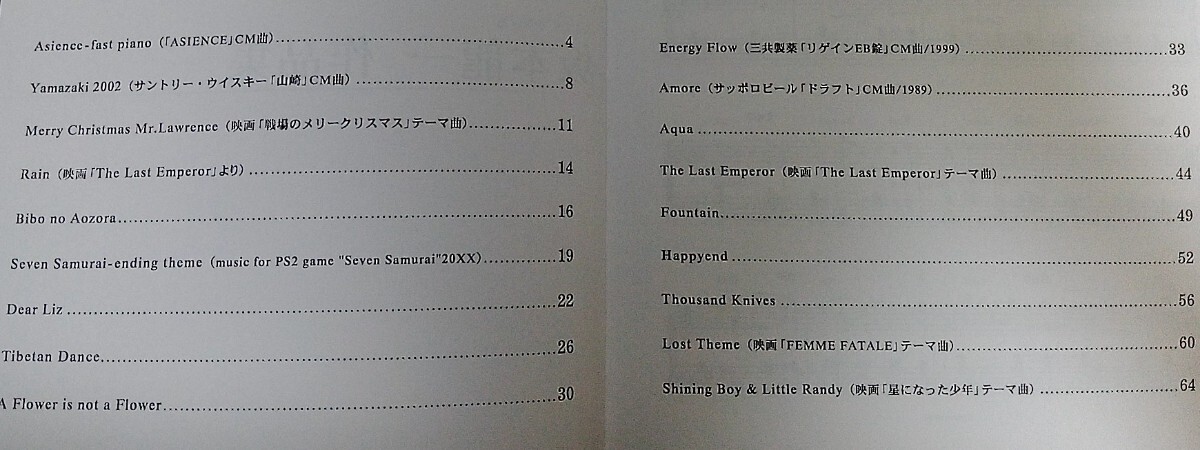 Asience-fast piano（「ASIENCE」CM曲）....................4
Yamazaki 2002（サントリー・ウイスキー「山崎」CM曲）....................8
Merry Christmas Mr.Lawrence（映画「戦場のメリークリスマス」テーマ曲）....................11
Rain（映画「The Last Emperor」より）....................14
Bibo no Aozora....................16
Seven Samurai-ending theme（music for PS2 game "Seven Samurai"20XX）....................19
Dear Liz....................22
Tibetan Dance....................26
A Flower is not a Flower....................30
Energy Flow（三共製薬「リゲインEB錠」CM曲/1999）....................33
Amore（サッポロビール「ドラフト」CM曲/1989）....................36
Aqua....................40
The Last Emperor（映画「The Last Emperor」テーマ曲）....................44
Fountain....................49
Happyend....................52
Thousand Knives....................56
Lost Theme（映画「FEMME FATALE」テーマ曲）....................60
Shining Boy & Little Randy（映画「星になった少年」テーマ曲）....................64